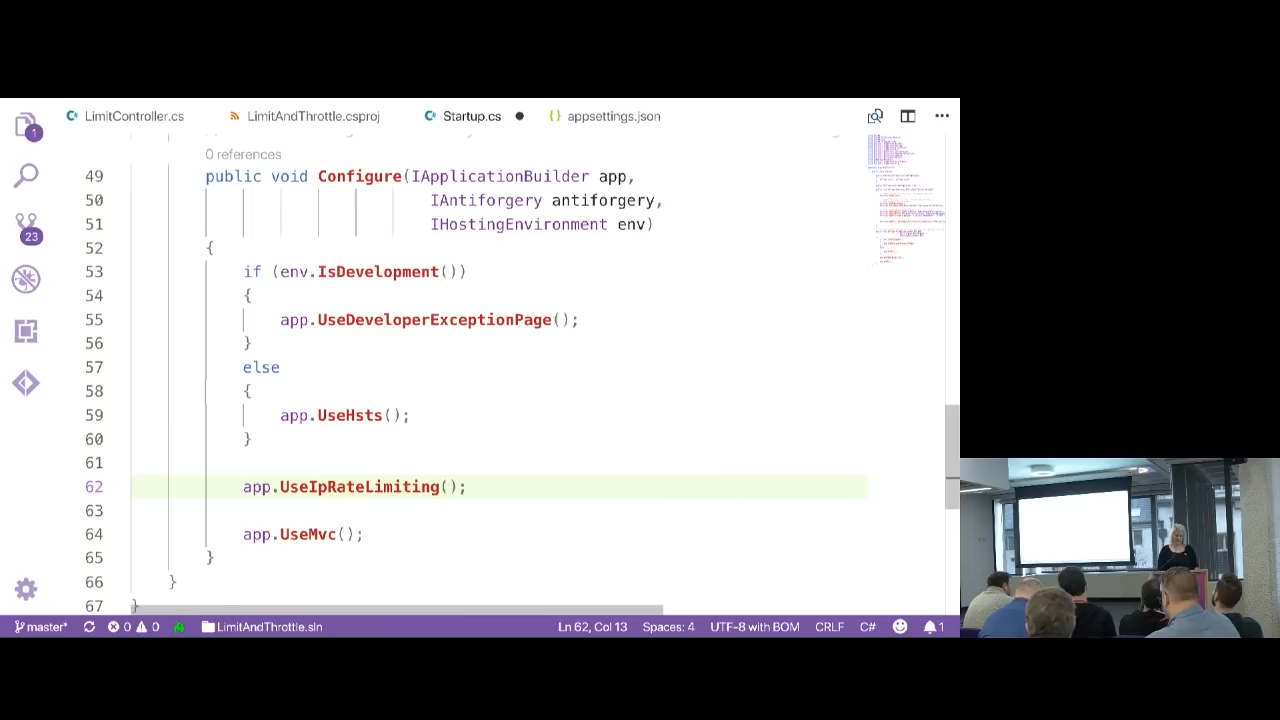 LimitController.cs LimitAndThrottle.csproj Startup.cs appsettings.json
1
0 references
49 public void Configure(IApplicationBuilder app,
50 IAntiforgery antiforgery,
51 IHostingEnvironment env)
52 {
53 if (env.IsDevelopment())
54 {
55 app.UseDeveloperExceptionPage();
56 }
57 else
58 {
59 app.UseHsts();
60 }
61
62 app.UseIpRateLimiting();
63
64 app.UseMvc();
65 }
66 }
67 }
23
master* 0 0 LimitAndThrottle.sln Ln 62, Col 13 Spaces: 4 UTF-8 with BOM CRLF C# 1